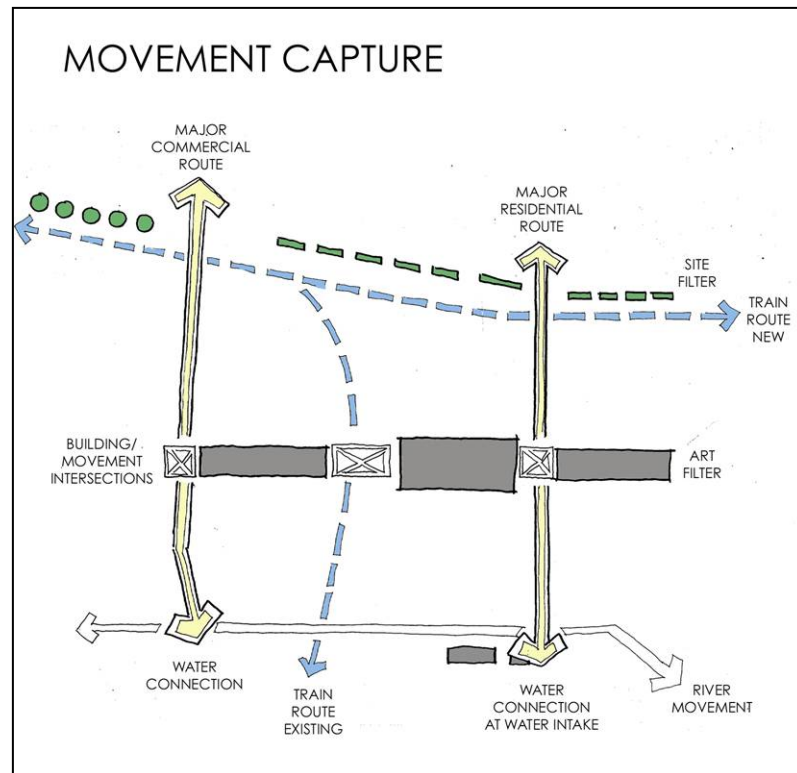 MOVEMENT CAPTURE
MAJOR
COMMERCIAL
ROUTE
MAJOR
RESIDENTIAL
ROUTE
SITE
FILTER
TRAIN
ROUTE
NEW
BUILDING/
MOVEMENT
INTERSECTIONS
ART
FILTER
WATER
CONNECTION
TRAIN
ROUTE
EXISTING
WATER
CONNECTION
AT WATER INTAKE
RIVER
MOVEMENT